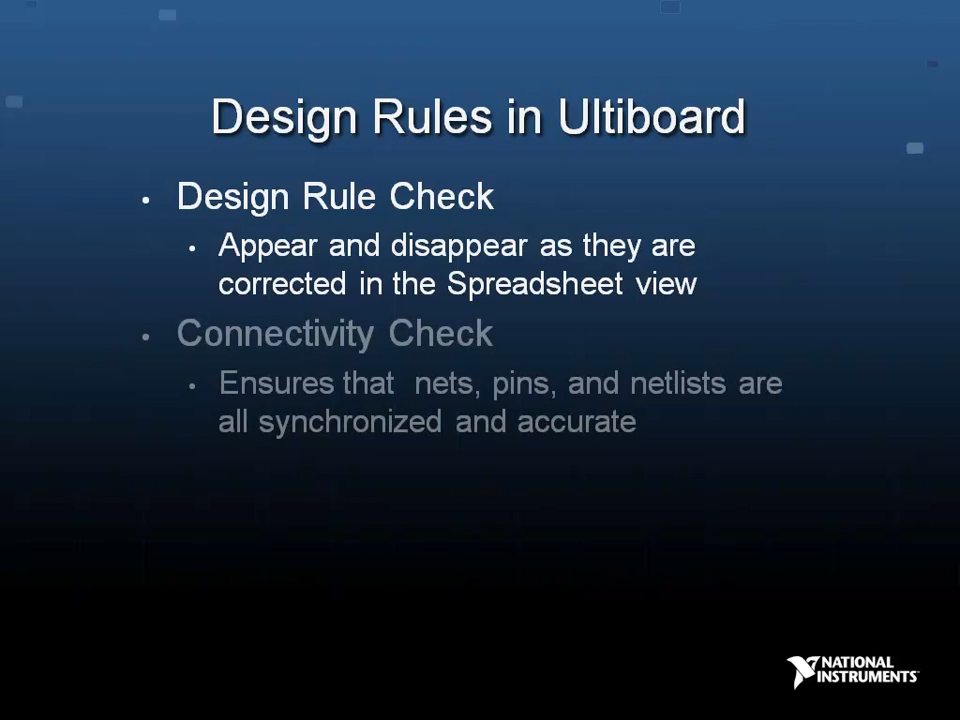 Design Rules in Ultiboard
• Design Rule Check
• Appear and disappear as they are
corrected in the Spreadsheet view
• Connectivity Check
• Ensures that nets, pins, and netlists are
all synchronized and accurate
NATIONAL
INSTRUMENTS